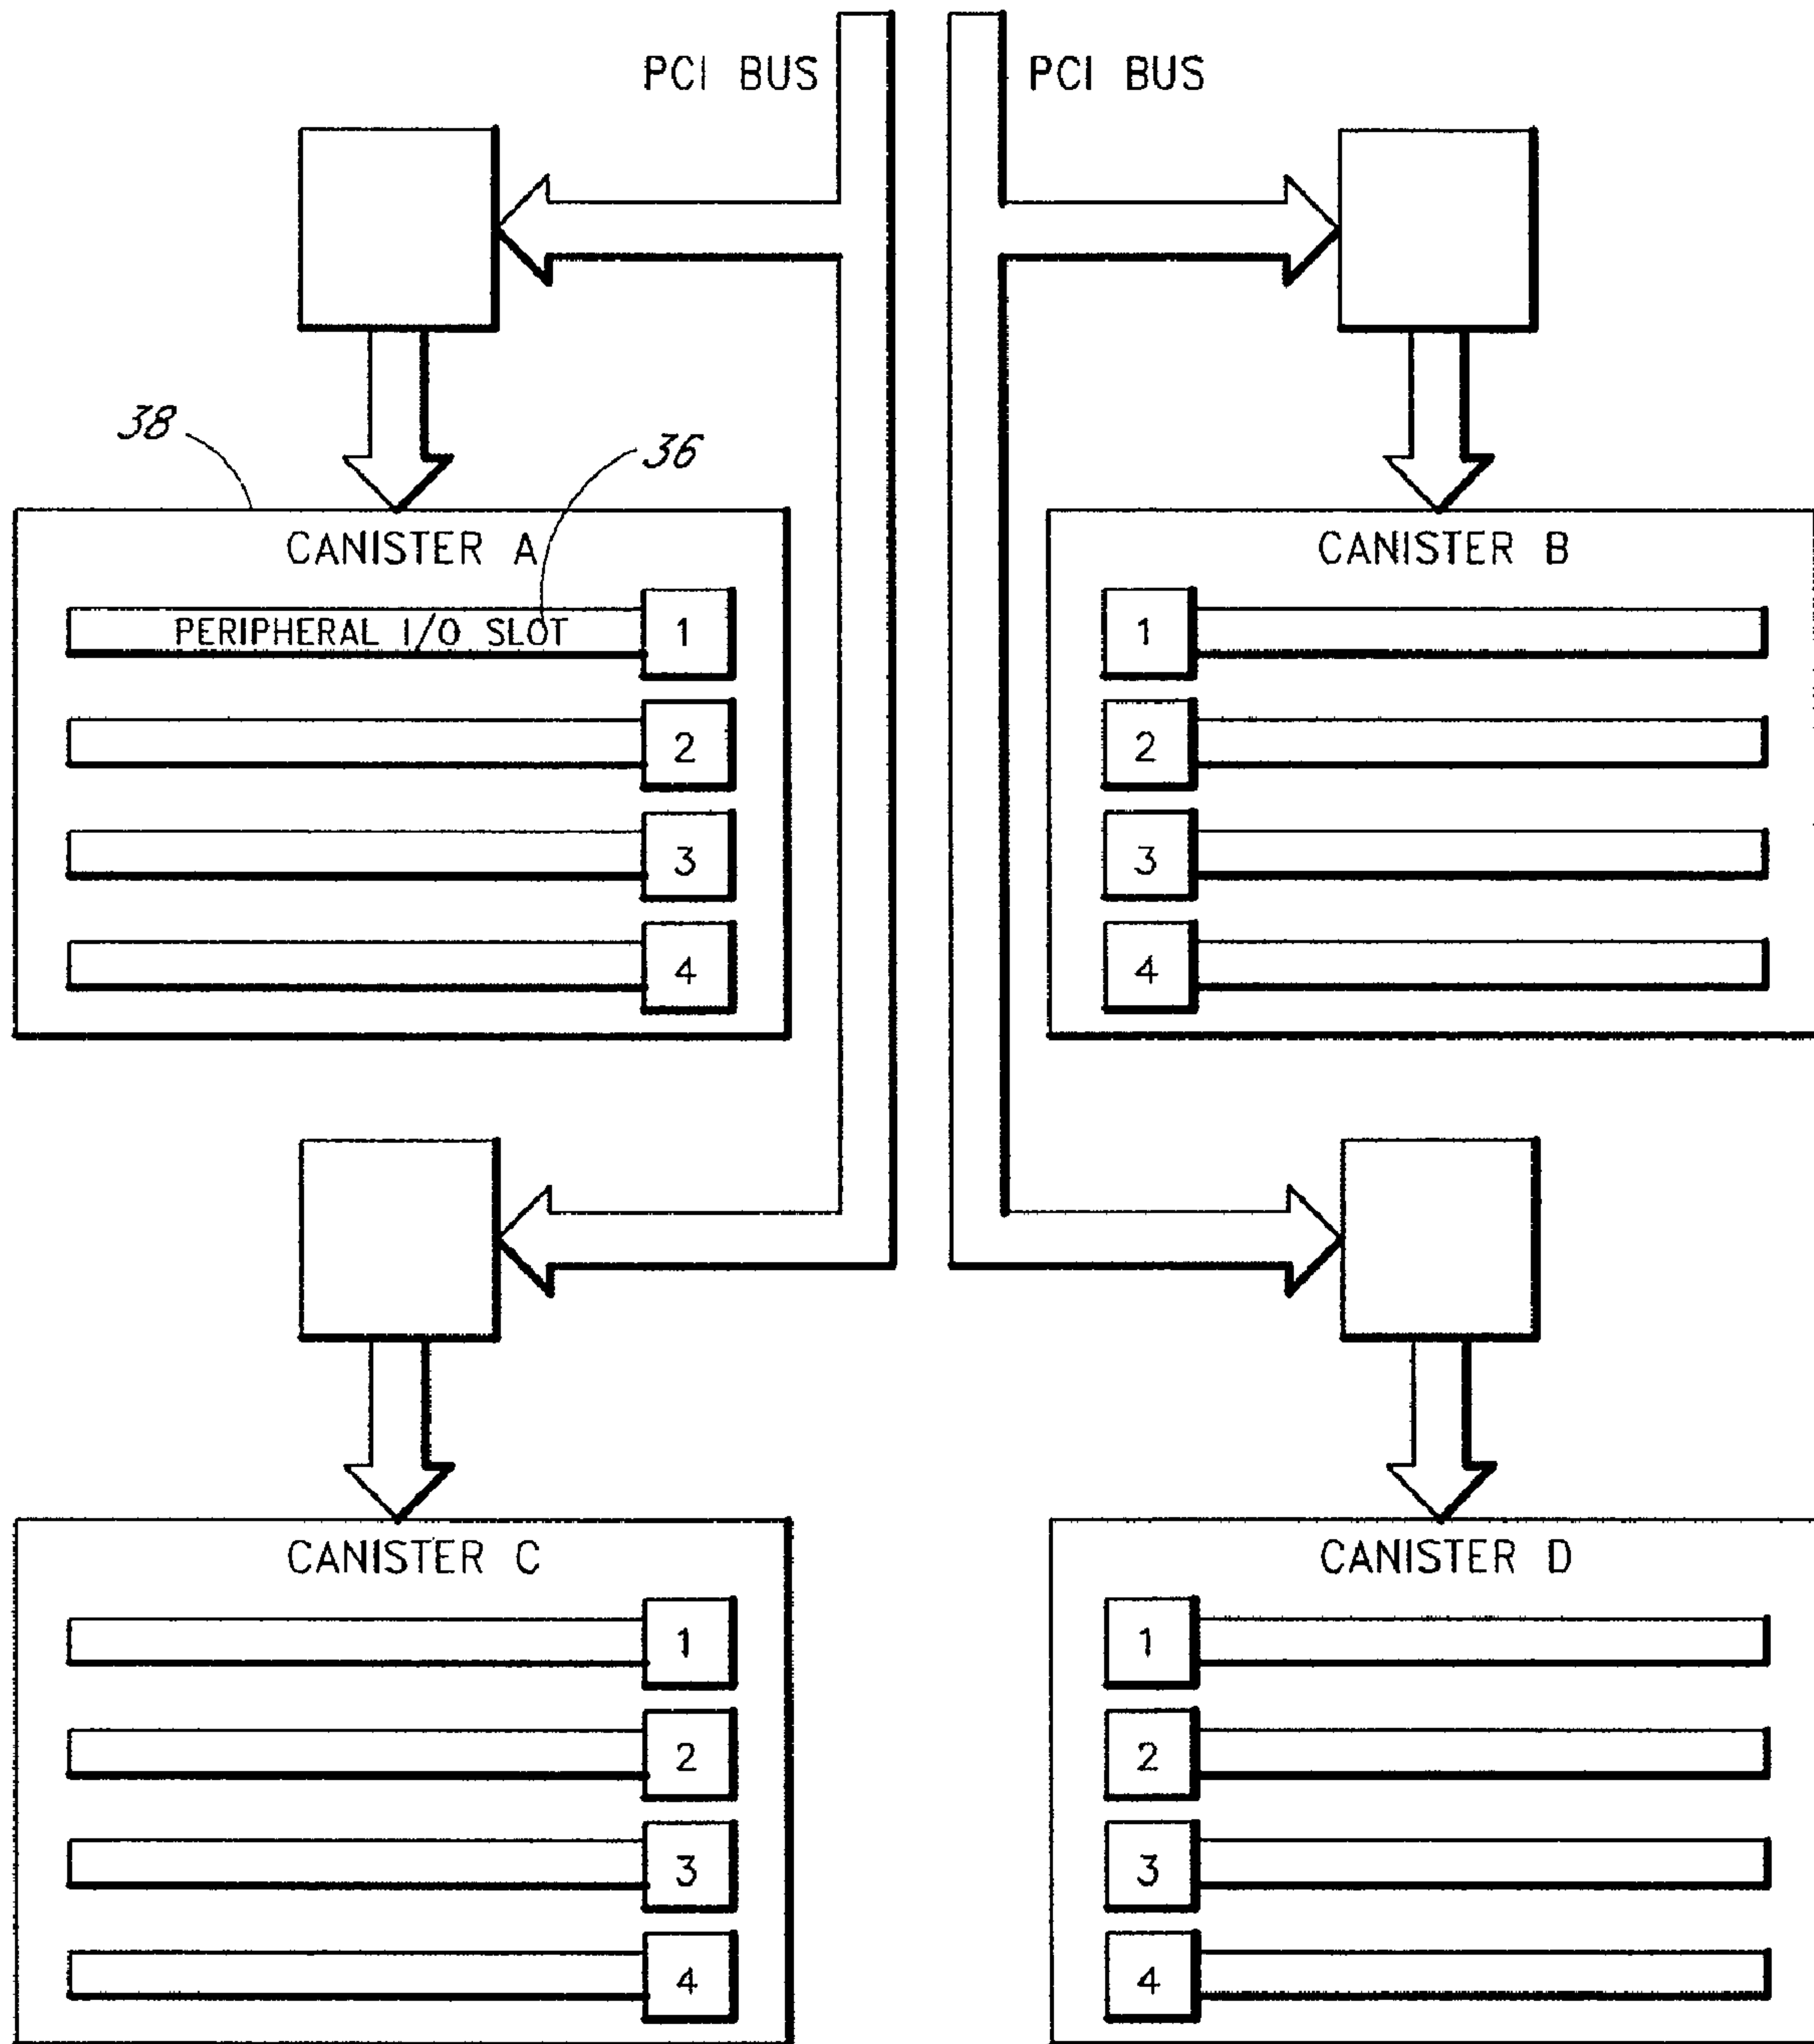 PCI BUS
PCI BUS
38
36
CANISTER A
PERIPHERAL I/O SLOT
1
2
3
4
CANISTER B
1
2
3
4
CANISTER C
1
2
3
4
CANISTER D
1
2
3
4